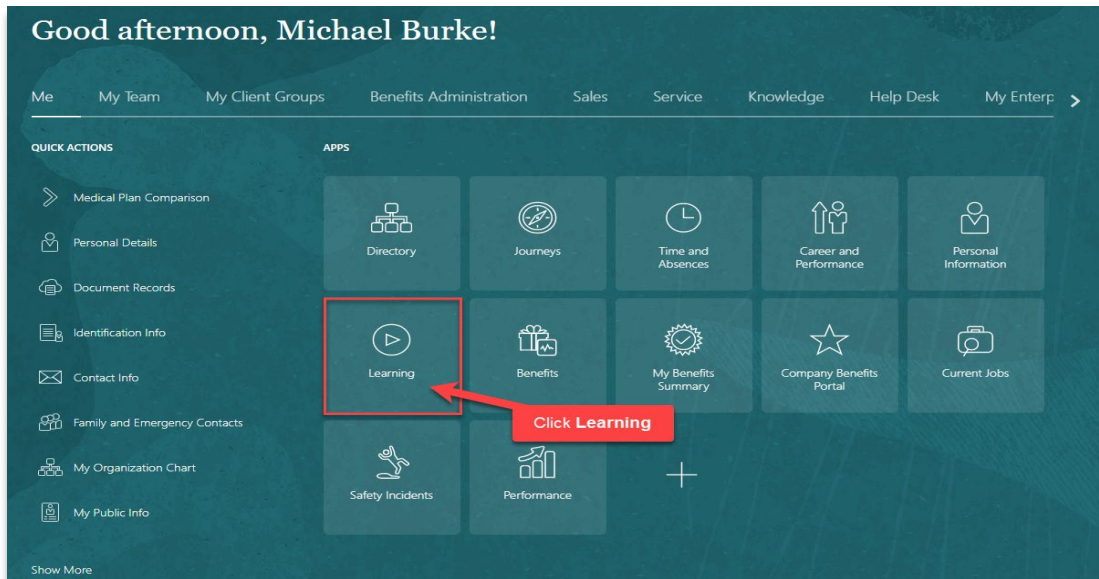 Good afternoon, Michael Burke!
Me My Team My Client Groups Benefits Administration Sales Service Knowledge Help Desk My Enterp
QUICK ACTIONS
Medical Plan Comparison
Personal Details
Document Records
Identification Info
Contact Info
Family and Emergency Contacts
My Organization Chart
My Public Info
Show More
APPS
Directory
Journeys
Time and
Absences
Career and
Performance
Personal
Information
Learning
Benefits
My Benefits
Summary
Company Benefits
Portal
Current Jobs
Click Learning
Safety Incidents
Performance